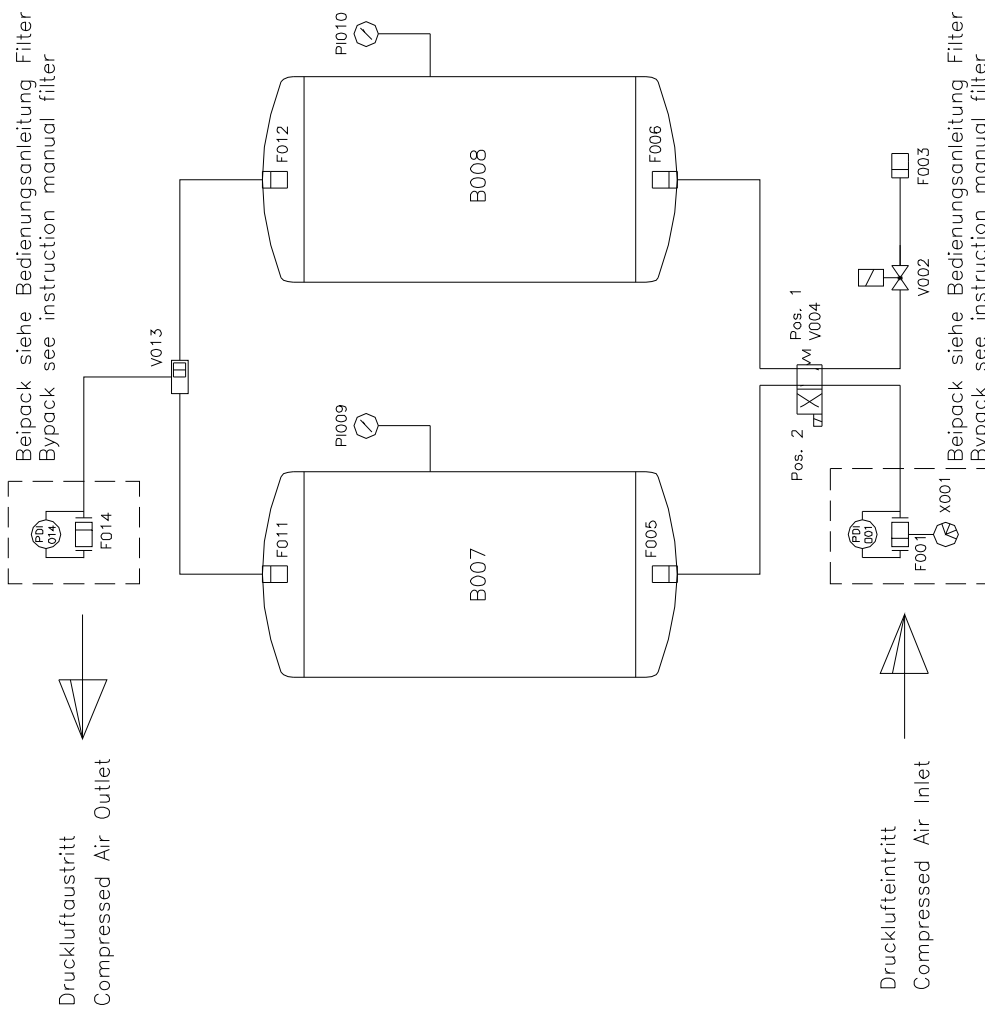 Beipack siehe Bedienungsanleitung Filter
Bypack see instruction manual filter
PDI
014
F014
Druckluftaustritt
Compressed Air Outlet
V013
PI010
F012
B008
F006
PI009
F011
B007
F005
Pos. 1
V004
Pos. 2
V002
F003
Beipack siehe Bedienungsanleitung Filter
Bypack see instruction manual filter
PDI
001
F001
X001
Drucklufteintritt
Compressed Air Inlet